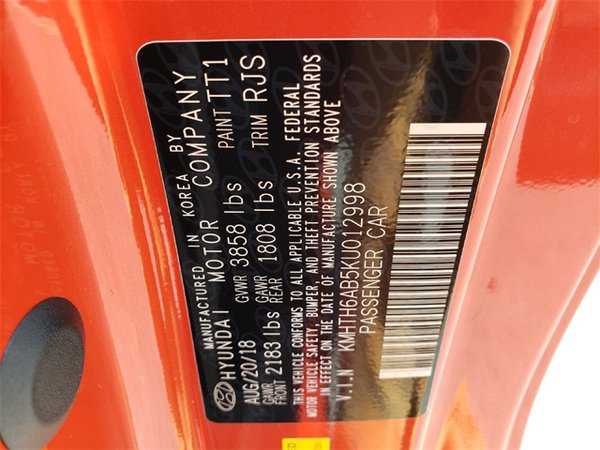 MANUFACTURED IN KOREA BY
HYUNDAI MOTOR COMPANY
AUG/20/18 GVWR 3858 lbs PAINT TT1
GAWR FRONT 2183 lbs GAWR REAR 1808 lbs TRIM RJS
THIS VEHICLE CONFORMS TO ALL APPLICABLE U.S.A. FEDERAL
MOTOR VEHICLE SAFETY, BUMPER, AND THEFT PREVENTION STANDARDS
IN EFFECT ON THE DATE OF MANUFACTURE SHOWN ABOVE
V.I.N KMHTH6AB5KU012998
PASSENGER CAR